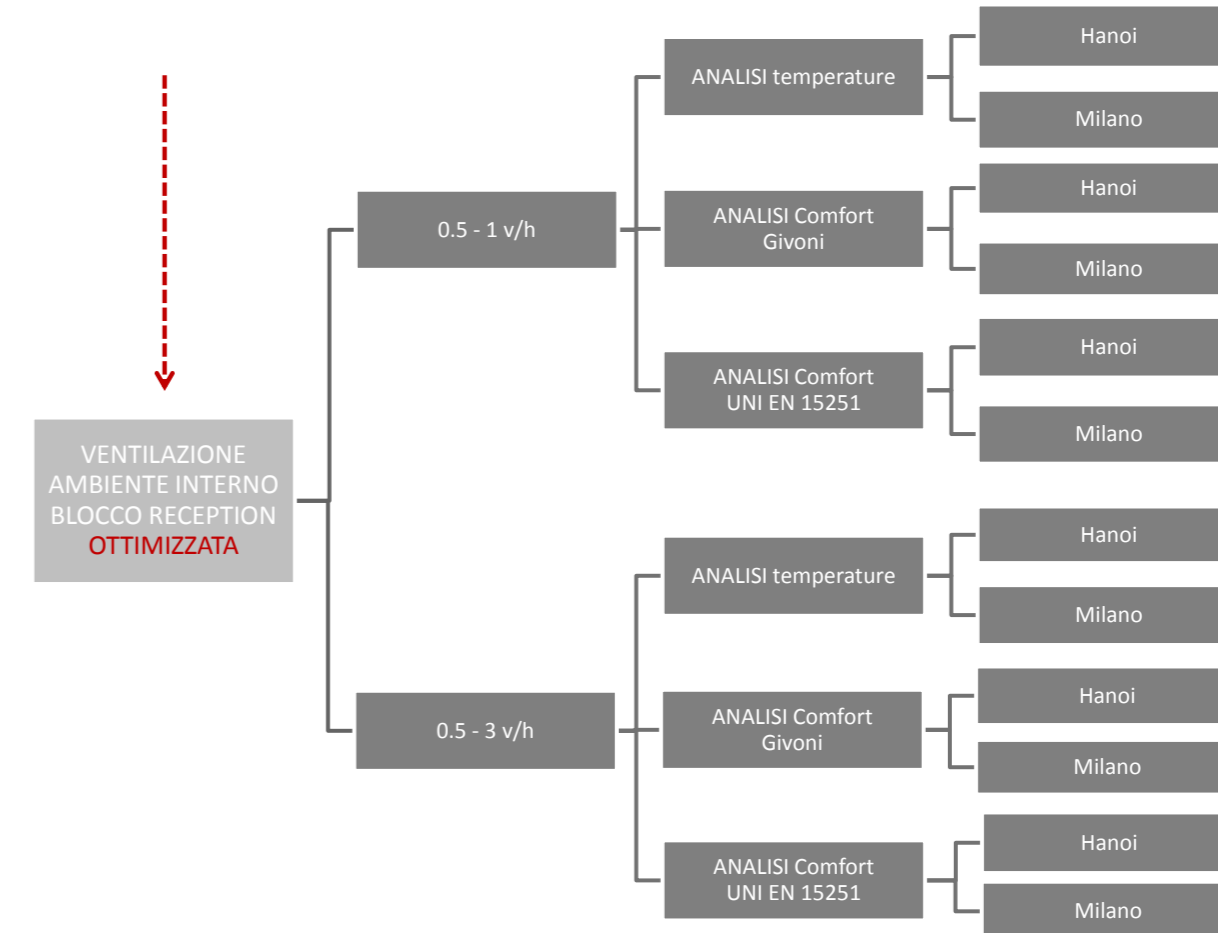 VENTILAZIONE
AMBIENTE INTERNO
BLOCCO RECEPTION
OTTIMIZZATA
0.5 - 1 v/h
ANALISI temperature
Hanoi
Milano
ANALISI Comfort
Givoni
Hanoi
Milano
ANALISI Comfort
UNI EN 15251
Hanoi
Milano
0.5 - 3 v/h
ANALISI temperature
Hanoi
Milano
ANALISI Comfort
Givoni
Hanoi
Milano
ANALISI Comfort
UNI EN 15251
Hanoi
Milano